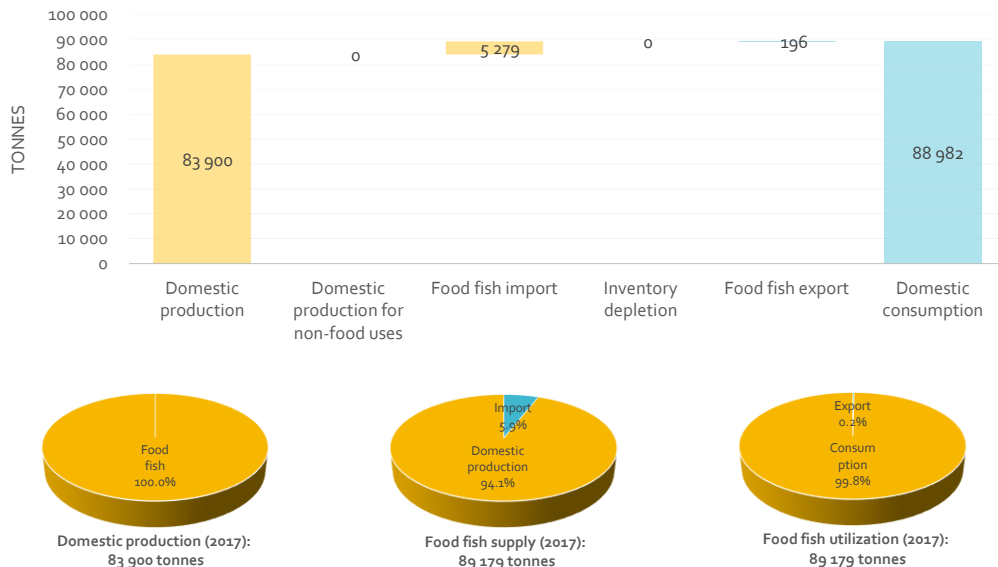 100 000
90 000
80 000
70 000
60 000
50 000
40 000
30 000
20 000
10 000
0
TONNES
83 900
0
5 279
0
196
88 982
Domestic
production
Domestic
production for
non-food uses
Food fish import
Inventory
depletion
Food fish export
Domestic
consumption
Food
fish
100.0%
Domestic production (2017):
83 900 tonnes
Import
5.9%
Domestic
production
94.1%
Food fish supply (2017):
89 179 tonnes
Export
0.2%
Consum
ption
99.8%
Food fish utilization (2017):
89 179 tonnes